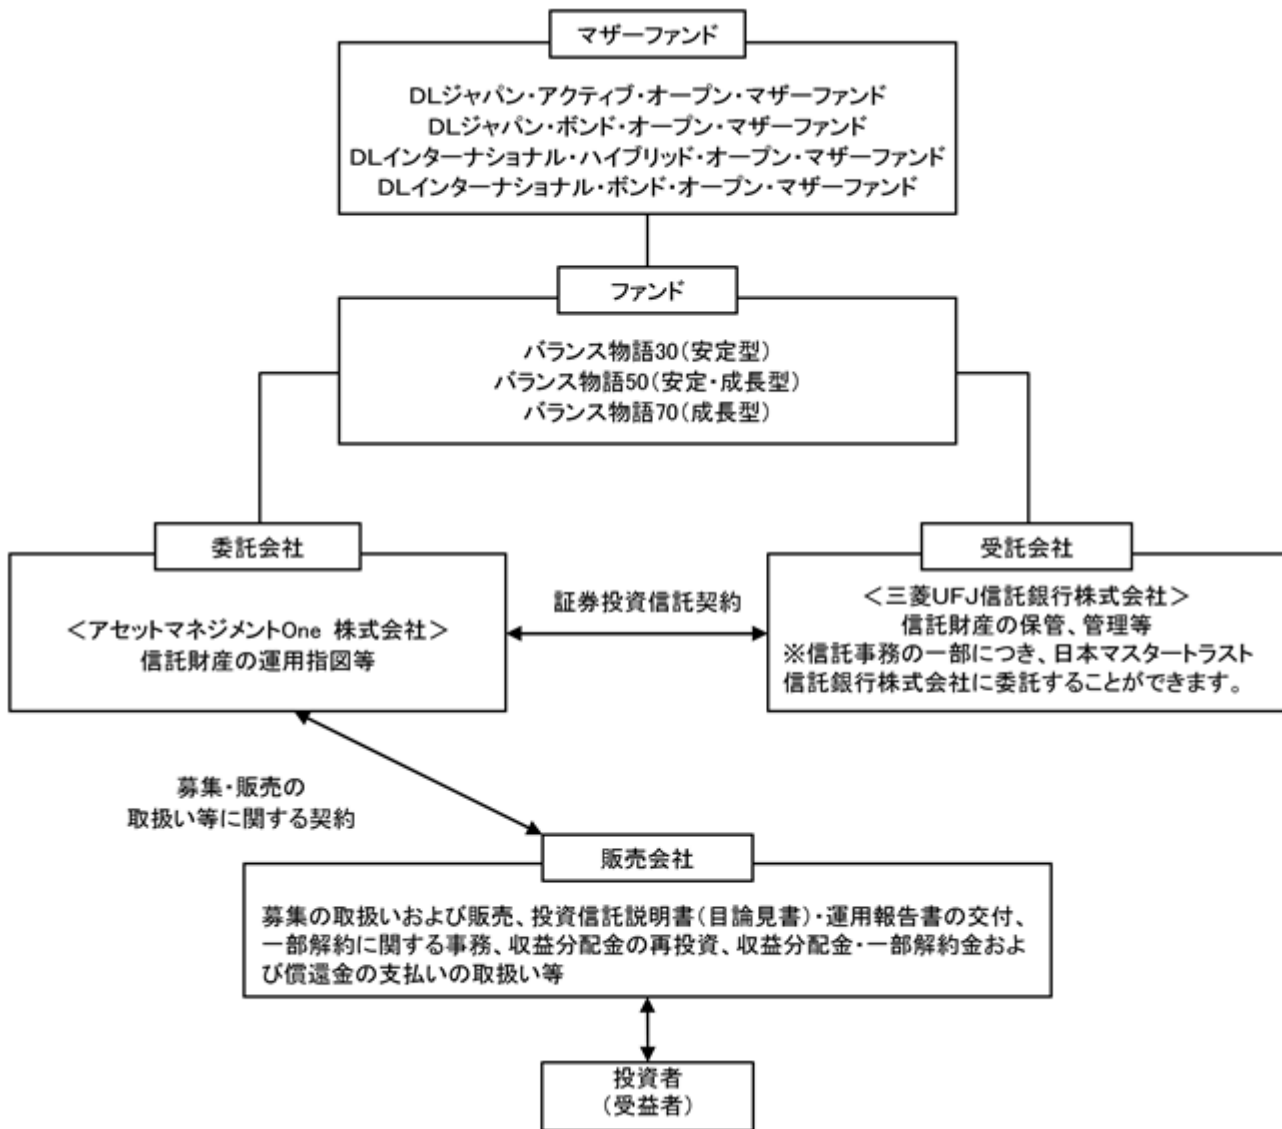 マザーファンド
DLジャパン・アクティブ・オープン・マザーファンド
DLジャパン・ボンド・オープン・マザーファンド
DLインターナショナル・ハイブリッド・オープン・マザーファンド
DLインターナショナル・ボンド・オープン・マザーファンド
ファンド
バランス物語30(安定型)
バランス物語50(安定・成長型)
バランス物語70(成長型)
委託会社
<アセットマネジメントOne 株式会社>
信託財産の運用指図等
証券投資信託契約
受託会社
<三菱UFJ信託銀行株式会社>
信託財産の保管、管理等
※信託事務の一部につき、日本マスタートラスト
信託銀行株式会社に委託することができます。
募集・販売の
取扱い等に関する契約
販売会社
募集の取扱いおよび販売、投資信託説明書(目論見書)・運用報告書の交付、
一部解約に関する事務、収益分配金の再投資、収益分配金・一部解約金およ
び償還金の支払いの取扱い等
投資者
(受益者)